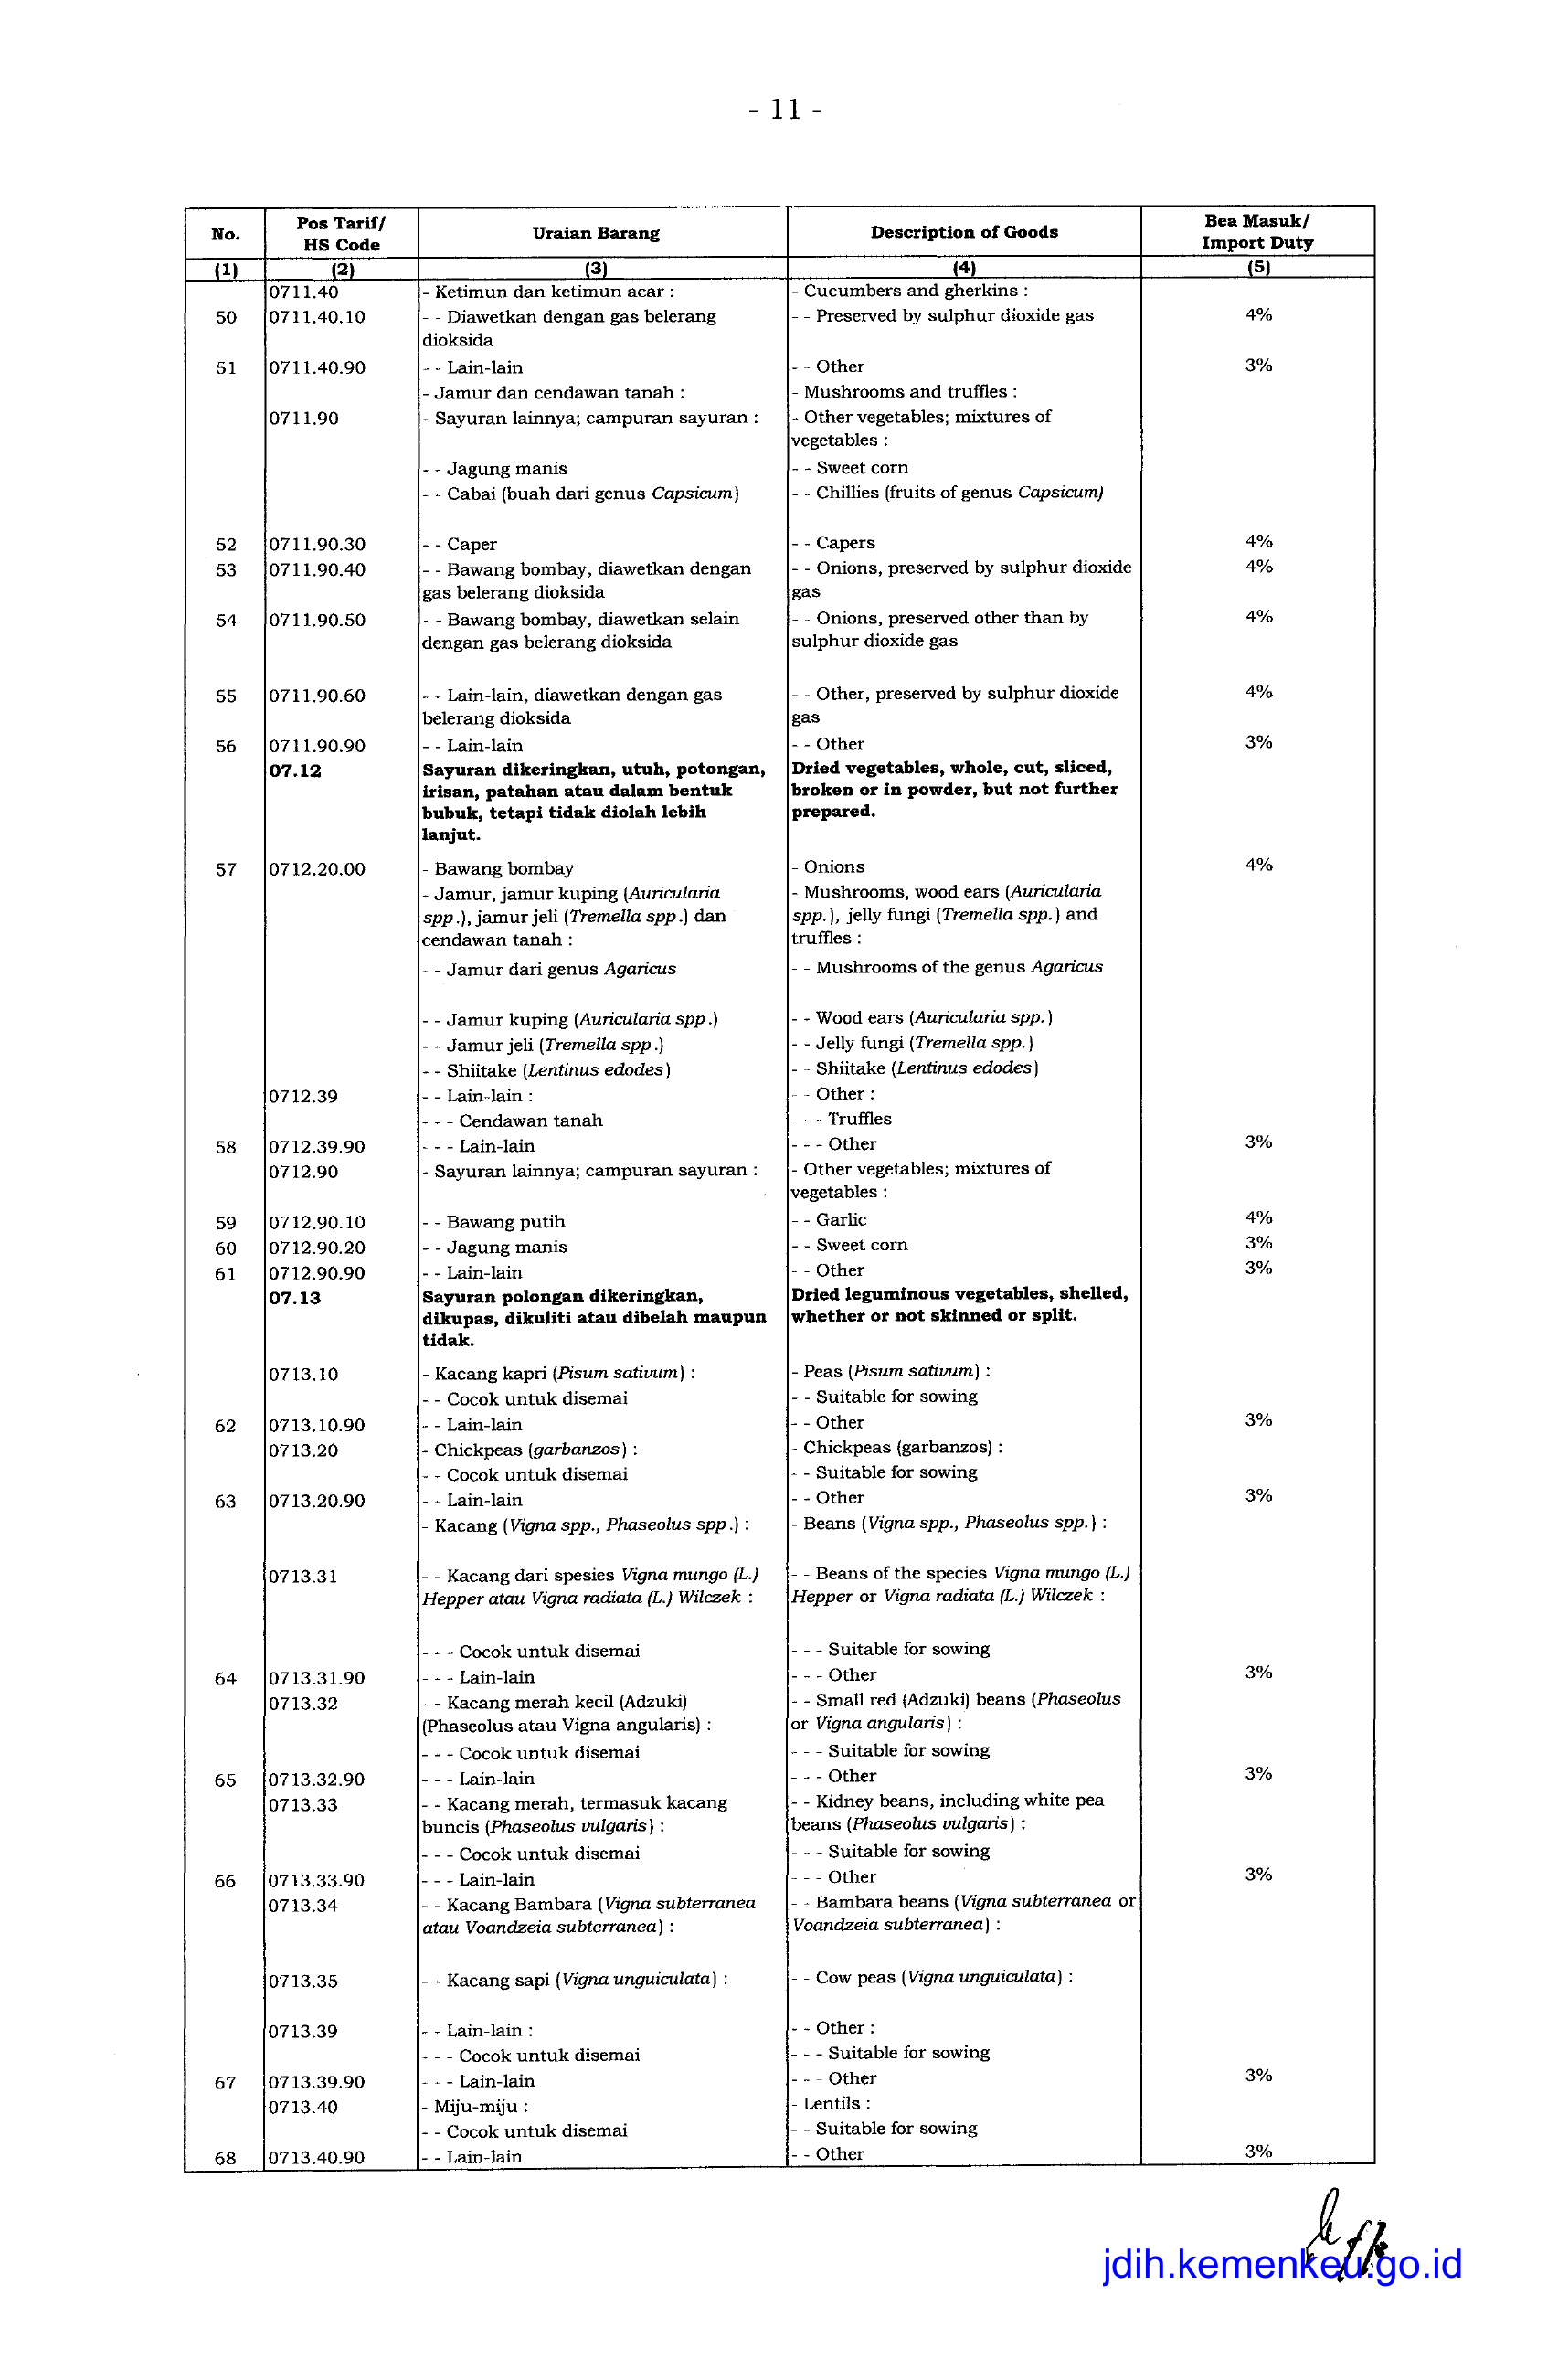 - 11 -
No. Pos Tarif/ HS Code Uraian Barang Description of Goods Bea Masuk/ Import Duty
(1) (2) (3) (4) (5)
0711.40 - Ketimun dan ketimun acar : - Cucumbers and gherkins :
50 0711.40.10 - - Diawetkan dengan gas belerang - - Preserved by sulphur dioxide gas 4%
dioksida
51 0711.40.90 - - Lain-lain - - Other 3%
- Jamur dan cendawan tanah : - Mushrooms and truffles :
0711.90 - Sayuran lainnya; campuran sayuran : - Other vegetables; mixtures of
vegetables :
- - Jagung manis - - Sweet corn
- - Cabai (buah dari genus Capsicum) - - Chillies (fruits of genus Capsicum)
52 0711.90.30 - - Caper - - Capers 4%
53 0711.90.40 - - Bawang bombay, diawetkan dengan - - Onions, preserved by sulphur dioxide 4%
gas belerang dioksida gas
54 0711.90.50 - - Bawang bombay, diawetkan selain - - Onions, preserved other than by 4%
dengan gas belerang dioksida sulphur dioxide gas
55 0711.90.60 - - Lain-lain, diawetkan dengan gas - - Other, preserved by sulphur dioxide 4%
belerang dioksida gas
56 0711.90.90 - - Lain-lain - - Other 3%
07.12 Sayuran dikeringkan, utuh, potongan, Dried vegetables, whole, cut, sliced,
irisan, patahan atau dalam bentuk broken or in powder, but not further
bubuk, tetapi tidak diolah lebih prepared.
lanjut.
57 0712.20.00 - Bawang bombay - Onions 4%
- Jamur, jamur kuping (Auricularia - Mushrooms, wood ears (Auricularia
spp.), jamur jeli (Tremella spp.) dan spp.), jelly fungi (Tremella spp.) and
cendawan tanah : truffles :
- - Jamur dari genus Agaricus - - Mushrooms of the genus Agaricus
- - Jamur kuping (Auricularia spp.) - - Wood ears (Auricularia spp.)
- - Jamur jeli (Tremella spp.) - - Jelly fungi (Tremella spp.)
- - Shiitake (Lentinus edodes) - - Shiitake (Lentinus edodes)
0712.39 - - Lain-lain : - - Other :
- - - Cendawan tanah - - - Truffles
58 0712.39.90 - - - Lain-lain - - - Other 3%
0712.90 - Sayuran lainnya; campuran sayuran : - Other vegetables; mixtures of
vegetables :
59 0712.90.10 - - Bawang putih - - Garlic 4%
60 0712.90.20 - - Jagung manis - - Sweet corn 3%
61 0712.90.90 - - Lain-lain - - Other 3%
07.13 Sayuran polongan dikeringkan, Dried leguminous vegetables, shelled,
dikupas, dikuliti atau dibelah maupun whether or not skinned or split.
tidak.
0713.10 - Kacang kapri (Pisum sativum) : - Peas (Pisum sativum) :
- - Cocok untuk disemai - - Suitable for sowing
62 0713.10.90 - - Lain-lain - - Other 3%
0713.20 - Chickpeas (garbanzos) : - Chickpeas (garbanzos) :
- - Cocok untuk disemai - - Suitable for sowing
63 0713.20.90 - - Lain-lain - - Other 3%
- Kacang (Vigna spp., Phaseolus spp.) : - Beans (Vigna spp., Phaseolus spp.) :
0713.31 - - Kacang dari spesies Vigna mungo (L.) - - Beans of the species Vigna mungo (L.)
Hepper atau Vigna radiata (L.) Wilczek : Hepper or Vigna radiata (L.) Wilczek :
- - - Cocok untuk disemai - - - Suitable for sowing
64 0713.31.90 - - - Lain-lain - - - Other 3%
0713.32 - - Kacang merah kecil (Adzuki) - - Small red (Adzuki) beans (Phaseolus
(Phaseolus atau Vigna angularis) : or Vigna angularis) :
- - - Cocok untuk disemai - - - Suitable for sowing
65 0713.32.90 - - - Lain-lain - - - Other 3%
0713.33 - - Kacang merah, termasuk kacang - - Kidney beans, including white pea
buncis (Phaseolus vulgaris) : beans (Phaseolus vulgaris) :
- - - Cocok untuk disemai - - - Suitable for sowing
66 0713.33.90 - - - Lain-lain - - - Other 3%
0713.34 - - Kacang Bambara (Vigna subterranea - - Bambara beans (Vigna subterranea or
atau Voandzeia subterranea) : Voandzeia subterranea) :
0713.35 - - Kacang sapi (Vigna unguiculata) : - - Cow peas (Vigna unguiculata) :
0713.39 - - Lain-lain : - - Other :
- - - Cocok untuk disemai - - - Suitable for sowing
67 0713.39.90 - - - Lain-lain - - - Other 3%
0713.40 - Miju-miju : - Lentils :
- - Cocok untuk disemai - - Suitable for sowing
68 0713.40.90 - - Lain-lain - - Other 3%
jdih.kemenkeu.go.id